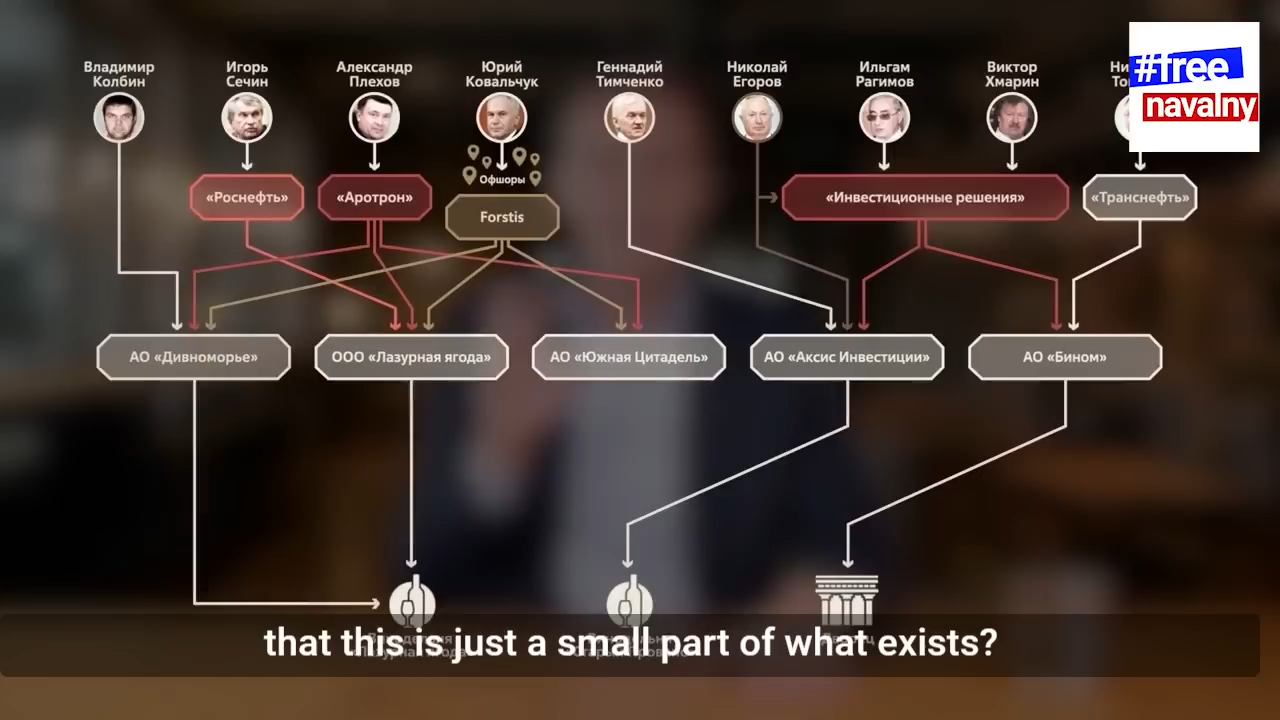 #free
navalny
Владимир
Колбин
Игорь
Сечин
Александр
Плехов
Юрий
Ковальчук
Геннадий
Тимченко
Николай
Егоров
Ильгам
Рагимов
Виктор
Хмарин
Офшоры
«Роснефть»
«Аротрон»
Forstis
«Инвестиционные решения»
«Транснефть»
АО «Дивноморье»
ООО «Лазурная ягода»
АО «Южная Цитадель»
АО «Аксис Инвестиции»
АО «Бином»
that this is just a small part of what exists?